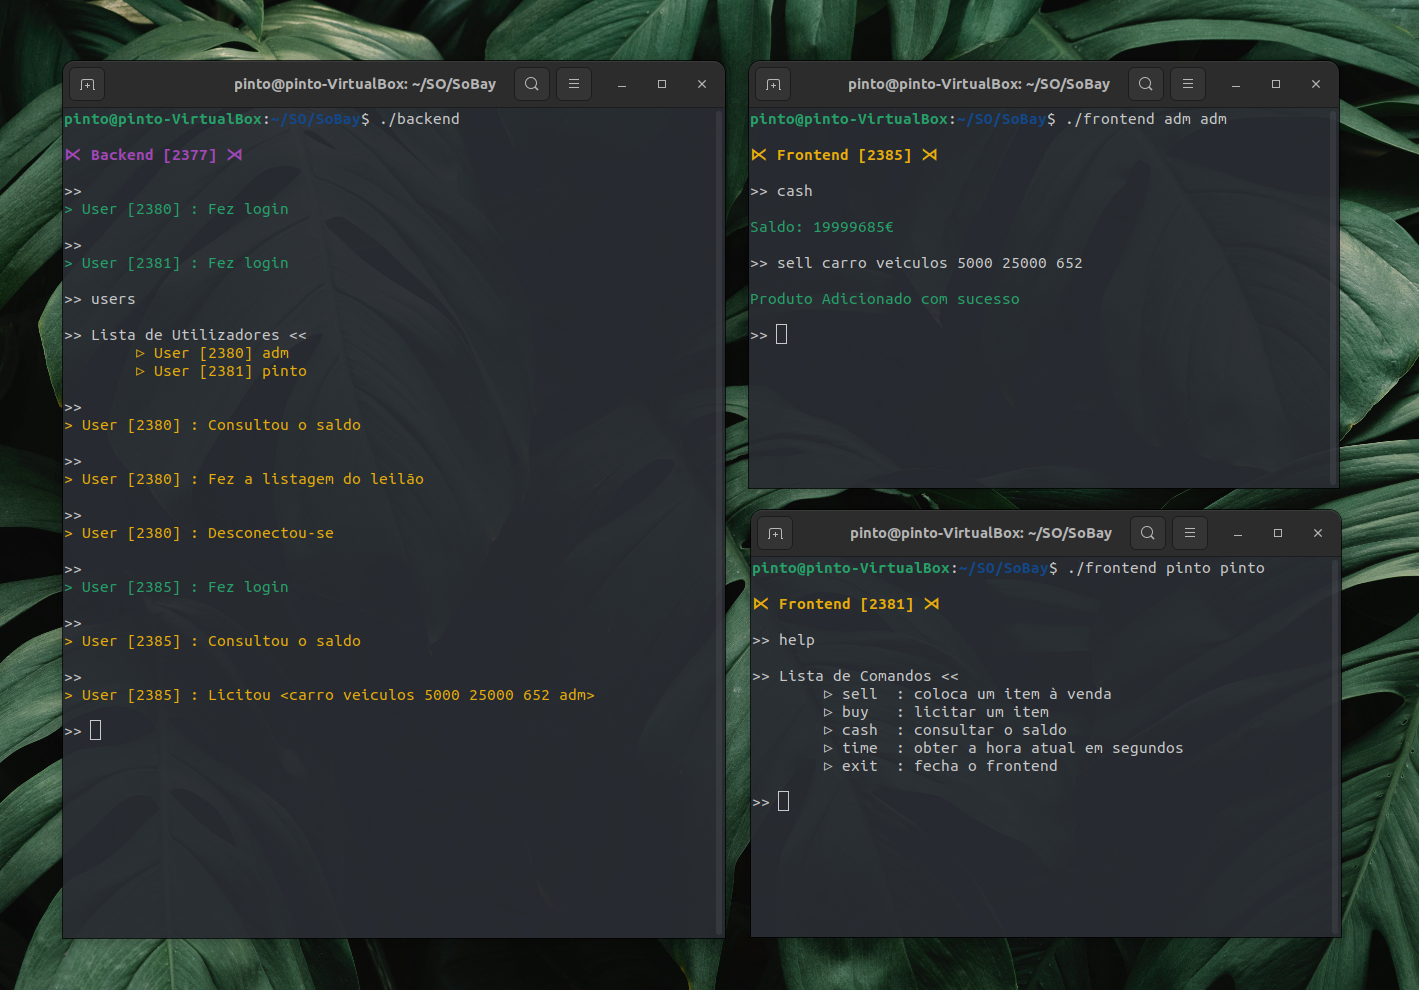 pinto@pinto-VirtualBox: ~/SO/SoBay
pinto@pinto-VirtualBox:~/SO/SoBay$ ./backend
⋉ Backend [2377] ⋊
>>
> User [2380] : Fez login
>>
> User [2381] : Fez login
>> users
>> Lista de Utilizadores <<
▷ User [2380] adm
▷ User [2381] pinto
>>
> User [2380] : Consultou o saldo
>>
> User [2380] : Fez a listagem do leilão
>>
> User [2380] : Desconectou-se
>>
> User [2385] : Fez login
>>
> User [2385] : Consultou o saldo
>>
> User [2385] : Licitou <carro veiculos 5000 25000 652 adm>
>>
pinto@pinto-VirtualBox: ~/SO/SoBay
pinto@pinto-VirtualBox:~/SO/SoBay$ ./frontend adm adm
⋉ Frontend [2385] ⋊
>> cash
Saldo: 19999685€
>> sell carro veiculos 5000 25000 652
Produto Adicionado com sucesso
>>
pinto@pinto-VirtualBox: ~/SO/SoBay
pinto@pinto-VirtualBox:~/SO/SoBay$ ./frontend pinto pinto
⋉ Frontend [2381] ⋊
>> help
>> Lista de Comandos <<
▷ sell  : coloca um item à venda
▷ buy   : licitar um item
▷ cash  : consultar o saldo
▷ time  : obter a hora atual em segundos
▷ exit  : fecha o frontend
>>